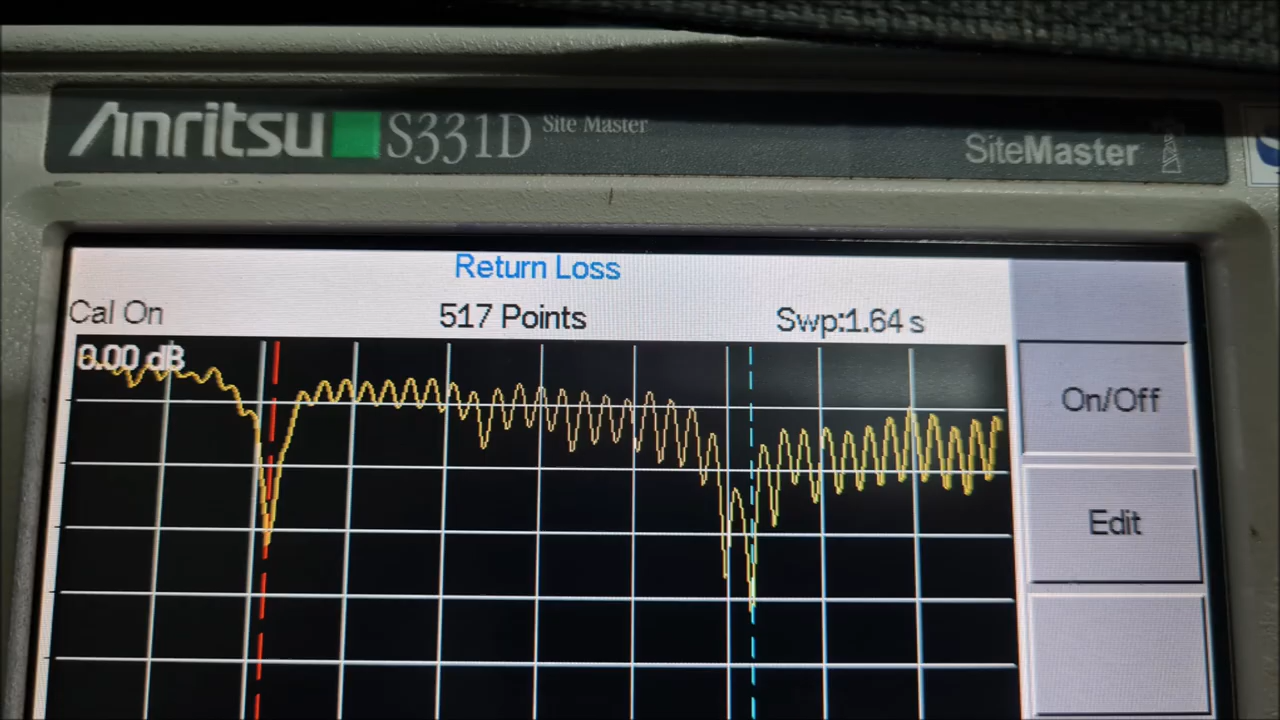 Anritsu S331D Site Master SiteMaster
Return Loss
Cal On 517 Points Swp:1.64 s
0.00 dB
On/Off
Edit